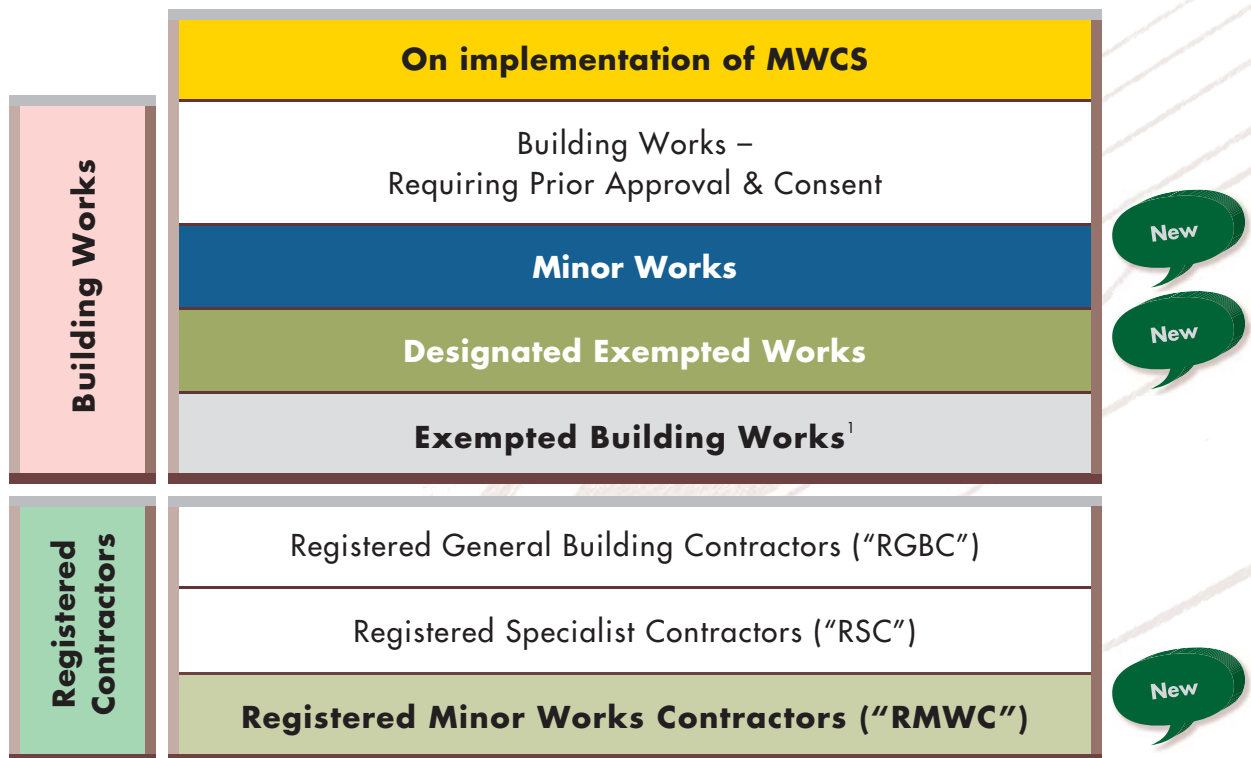 On implementation of MWCS
Building Works
Building Works –
Requiring Prior Approval & Consent
New
Minor Works
New
Designated Exempted Works
Exempted Building Works¹
Registered
Contractors
Registered General Building Contractors (“RGBC”)
Registered Specialist Contractors (“RSC”)
Registered Minor Works Contractors (“RMWC”)
New